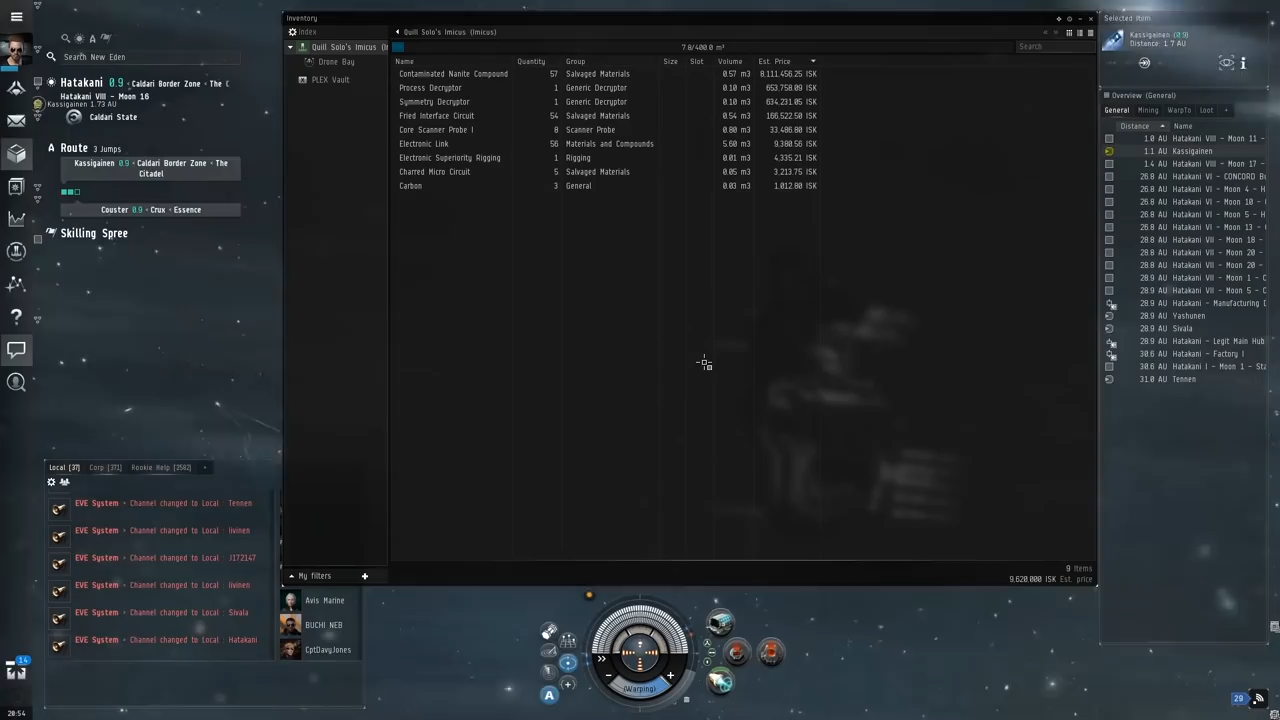 Search New Eden
Hatakani 0.9 < Caldari Border Zone < The C
Hatakani VIII - Moon 16
Kassigainen 1.73 AU
Caldari State
Route 3 Jumps
Kassigainen 0.9 < Caldari Border Zone < The
Citadel
Couster 0.9 < Crux < Essence
Skilling Spree
Inventory
Index
Quill Solo's Imicus (I
Drone Bay
PLEX Vault
Quill Solo's Imicus (Imicus)
7.8/400.0 m³
Search
Name Quantity Group Size Slot Volume Est. Price
Contaminated Nanite Compound 57 Salvaged Materials 0.57 m3 8,111,456.25 ISK
Process Decryptor 1 Generic Decryptor 0.10 m3 653,758.09 ISK
Symmetry Decryptor 1 Generic Decryptor 0.10 m3 634,231.05 ISK
Fried Interface Circuit 54 Salvaged Materials 0.54 m3 166,522.50 ISK
Core Scanner Probe I 8 Scanner Probe 0.80 m3 33,486.80 ISK
Electronic Link 56 Materials and Compounds 5.60 m3 9,380.56 ISK
Electronic Superiority Rigging 1 Rigging 0.01 m3 4,335.21 ISK
Charred Micro Circuit 5 Salvaged Materials 0.05 m3 3,213.75 ISK
Carbon 3 General 0.03 m3 1,012.80 ISK
My filters +
9 Items
9,620,000 ISK Est. price
Selected Item
Kassigainen (0.9)
Distance: 1.7 AU
Overview (General)
General Mining WarpTo Loot +
Distance Name
1.0 AU Hatakani VIII - Moon 11
1.1 AU Kassigainen
1.4 AU Hatakani VIII - Moon 17
26.8 AU Hatakani VI - CONCORD B
26.8 AU Hatakani VI - Moon 4 -
26.8 AU Hatakani VI - Moon 10
26.8 AU Hatakani VI - Moon 5 - H
26.8 AU Hatakani VI - Moon 13 -
28.8 AU Hatakani VII - Moon 18
28.8 AU Hatakani VII - Moon 20
28.8 AU Hatakani VII - Moon 20
28.9 AU Hatakani VII - Moon 1 - C
28.9 AU Hatakani VII - Moon 5 - C
28.9 AU Hatakani - Manufacturing D
28.9 AU Yashunen
28.9 AU Sivala
28.9 AU Hatakani - Legit Main Hub
30.6 AU Hatakani - Factory I
30.6 AU Hatakani I - Moon 1 - Sta
31.0 AU Tennen
Local [37] Corp [371] Rookie Help [2582] +
EVE System > Channel changed to Local : Tennen
EVE System > Channel changed to Local : Iivinen
EVE System > Channel changed to Local : J172147
EVE System > Channel changed to Local : Iivinen
EVE System > Channel changed to Local : Sivala
EVE System > Channel changed to Local : Hatakani
Avis Marine
BUCHI NEB
CptDavyJones
(Warping)
A
14
20:54
29